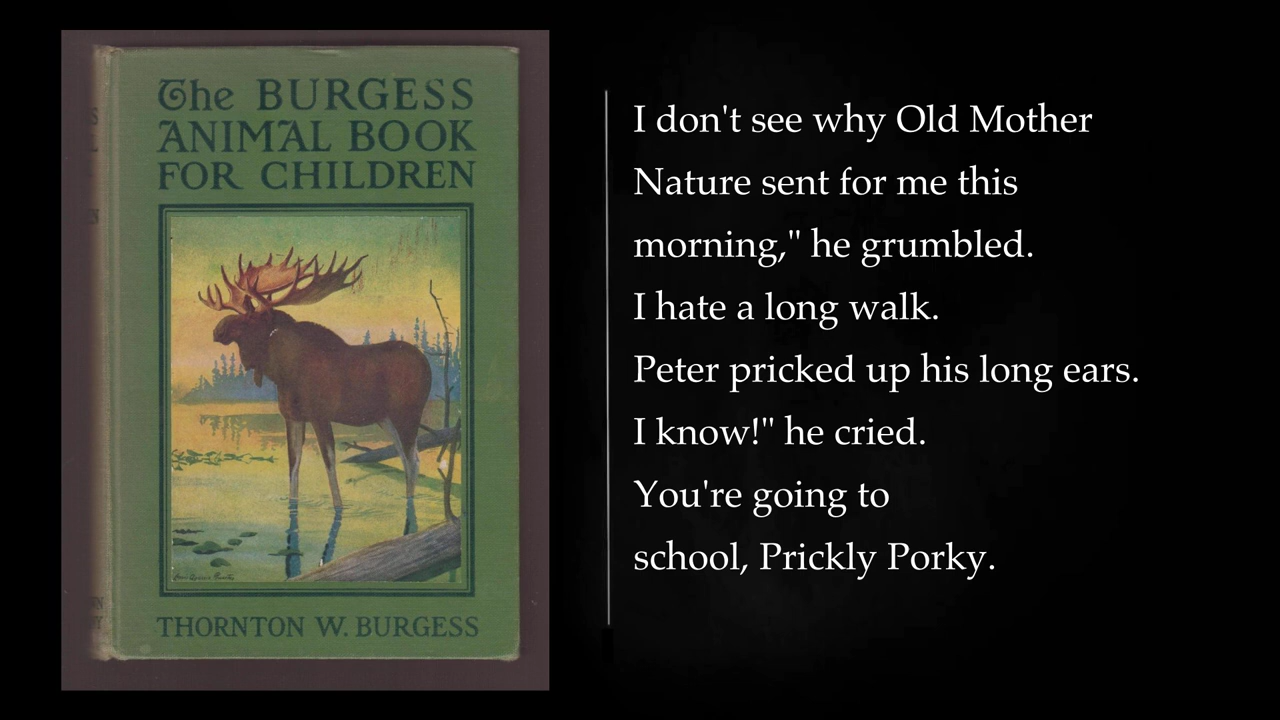 The BURGESS
ANIMAL BOOK
FOR CHILDREN
THORNTON W. BURGESS
I don't see why Old Mother
Nature sent for me this
morning," he grumbled.
I hate a long walk.
Peter pricked up his long ears.
I know!" he cried.
You're going to
school, Prickly Porky.